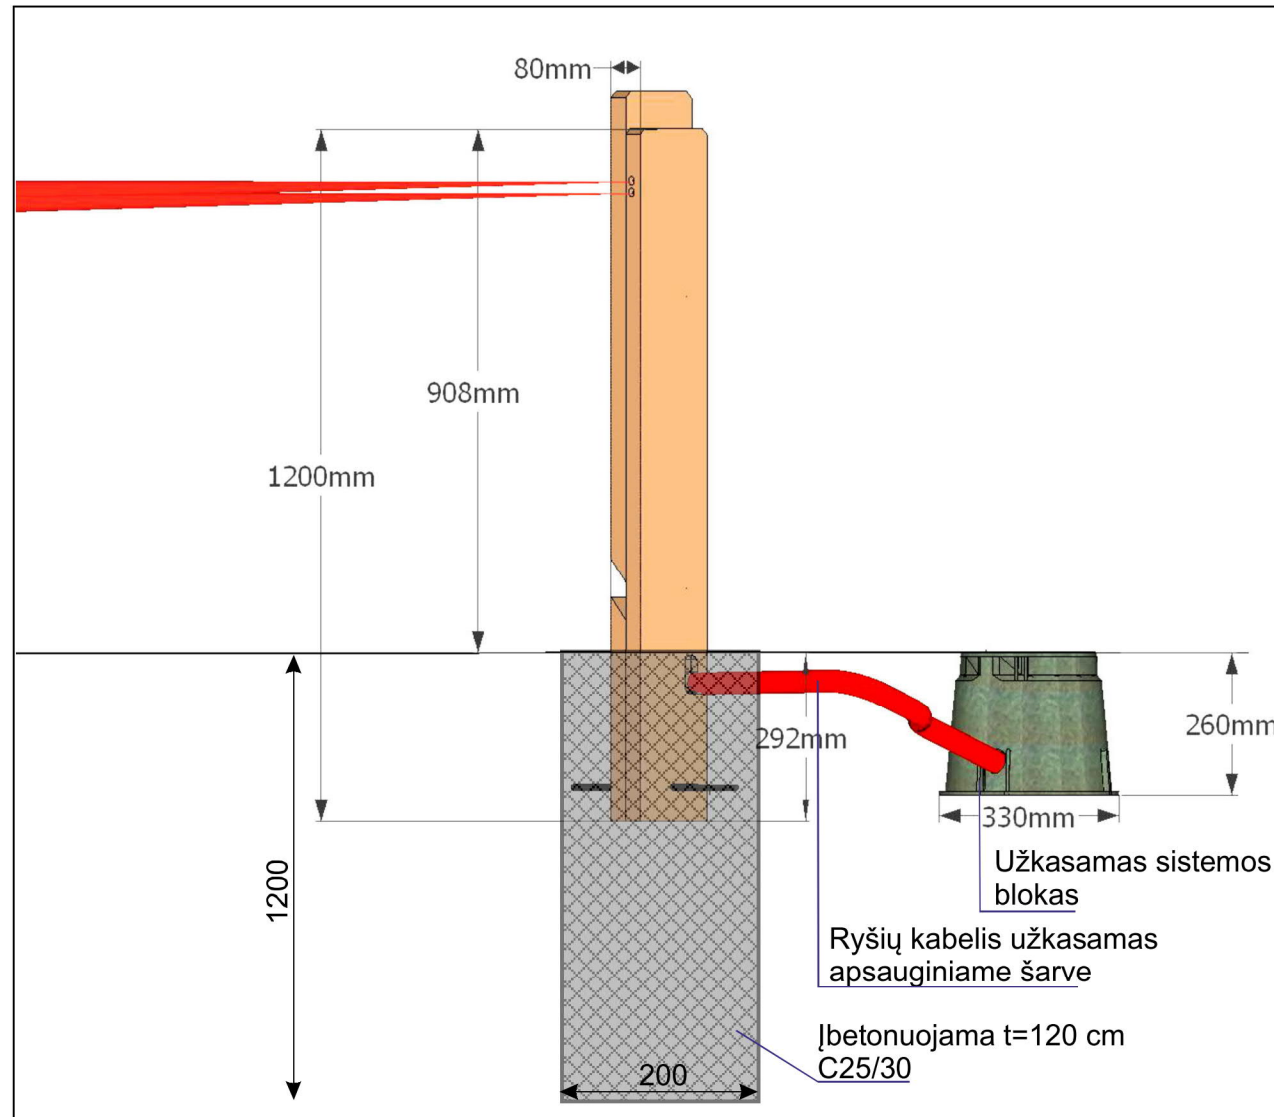 80mm
908mm
1200mm
292mm
260mm
330mm
Užkasamas sistemos
blokas
1200
Ryšių kabelis užkasamas
apsauginiame šarve
Įbetonuojama t=120 cm
C25/30
200